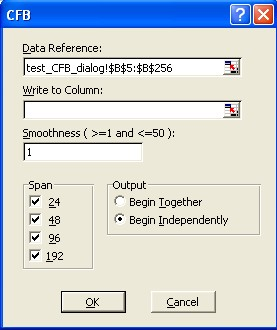 CFB
Data Reference:
test_CFB_dialog!$B$5:$B$256
Write to Column:
Smoothness ( >=1 and <=50 ):
1
Span
24
48
96
192
Output
Begin Together
Begin Independently
OK
Cancel